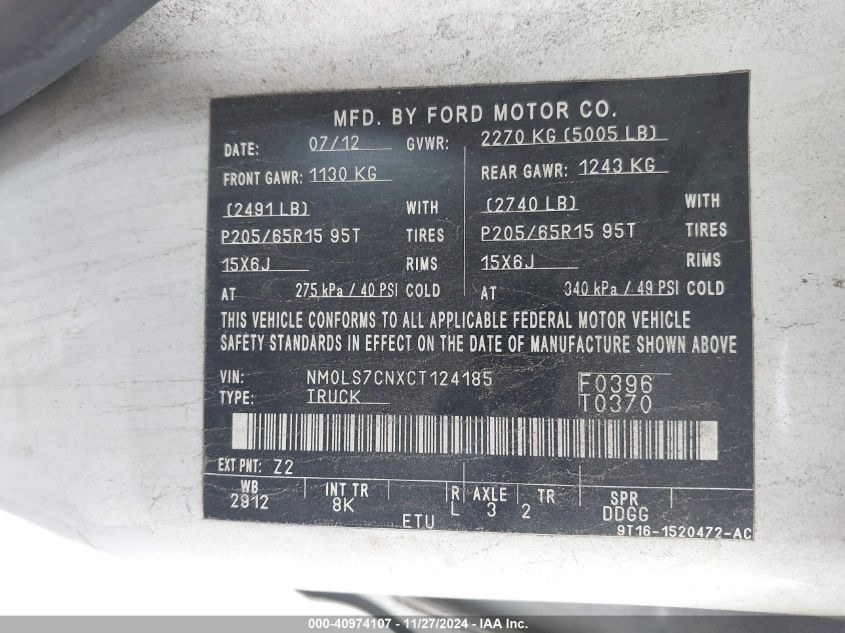 MFD. BY FORD MOTOR CO.
DATE: 07/12 GVWR: 2270 KG (5005 LB)
FRONT GAWR: 1130 KG REAR GAWR: 1243 KG
(2491 LB) WITH (2740 LB) WITH
P205/65R15 95T TIRES P205/65R15 95T TIRES
15X6J RIMS 15X6J RIMS
AT 275 kPa / 40 PSI COLD AT 340 kPa / 49 PSI COLD
THIS VEHICLE CONFORMS TO ALL APPLICABLE FEDERAL MOTOR VEHICLE
SAFETY STANDARDS IN EFFECT ON THE DATE OF MANUFACTURE SHOWN ABOVE
VIN: NM0LS7CNXCT124185 F0396
TYPE: TRUCK T0370
EXT PNT: Z2
WB INT TR R AXLE TR SPR
2912 8K L 3 2 DDGG
ETU 9T16-1520472-AC
000-40974107 - 11/27/2024 - IAA Inc.